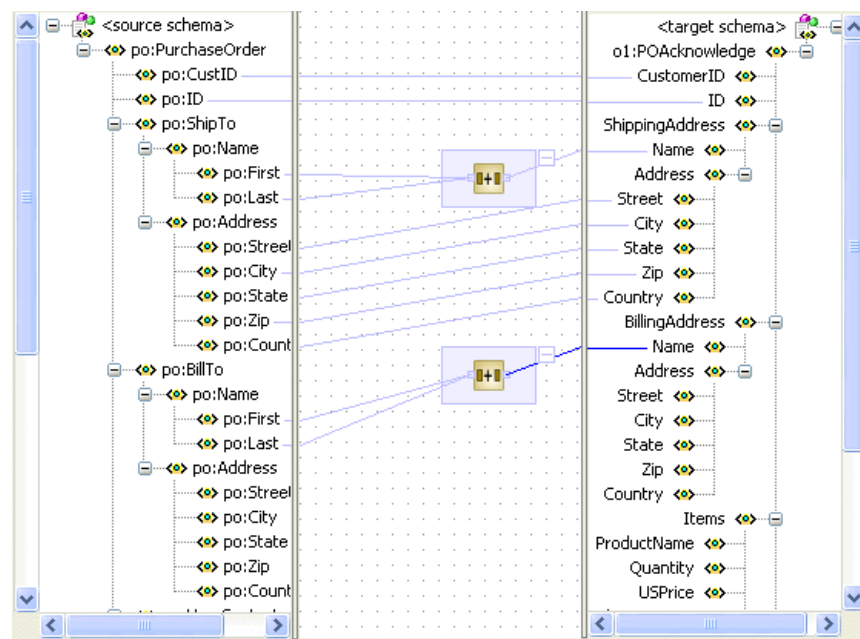 <source schema>
po:PurchaseOrder
po:CustID
po:ID
po:ShipTo
po:Name
po:First
po:Last
po:Address
po:Street
po:City
po:State
po:Zip
po:Count
po:BillTo
po:Name
po:First
po:Last
po:Address
po:Street
po:City
po:State
po:Zip
po:Count
<target schema>
o1:POAcknowledge
CustomerID
ID
ShippingAddress
Name
Address
Street
City
State
Zip
Country
BillingAddress
Name
Address
Street
City
State
Zip
Country
Items
ProductName
Quantity
USPrice